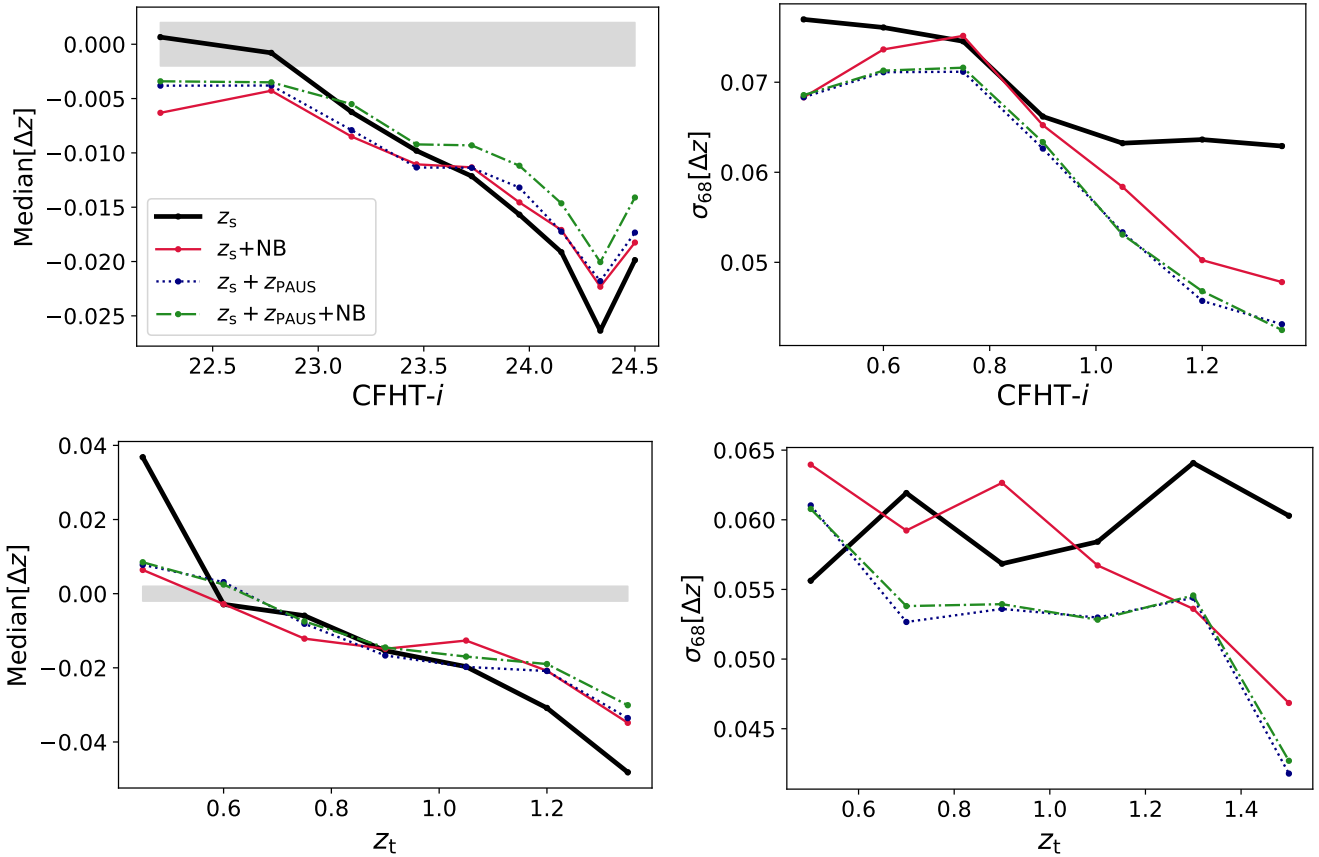 0.000
−0.005
−0.010
−0.015
−0.020
−0.025
Median[Δz]
z_s
z_s+NB
z_s + z_PAUS
z_s + z_PAUS+NB
22.5 23.0 23.5 24.0 24.5
CFHT-i
0.07
0.06
0.05
σ_68[Δz]
0.6 0.8 1.0 1.2
CFHT-i
0.04
0.02
0.00
−0.02
−0.04
Median[Δz]
0.6 0.8 1.0 1.2
z_t
0.065
0.060
0.055
0.050
0.045
σ_68[Δz]
0.6 0.8 1.0 1.2 1.4
z_t